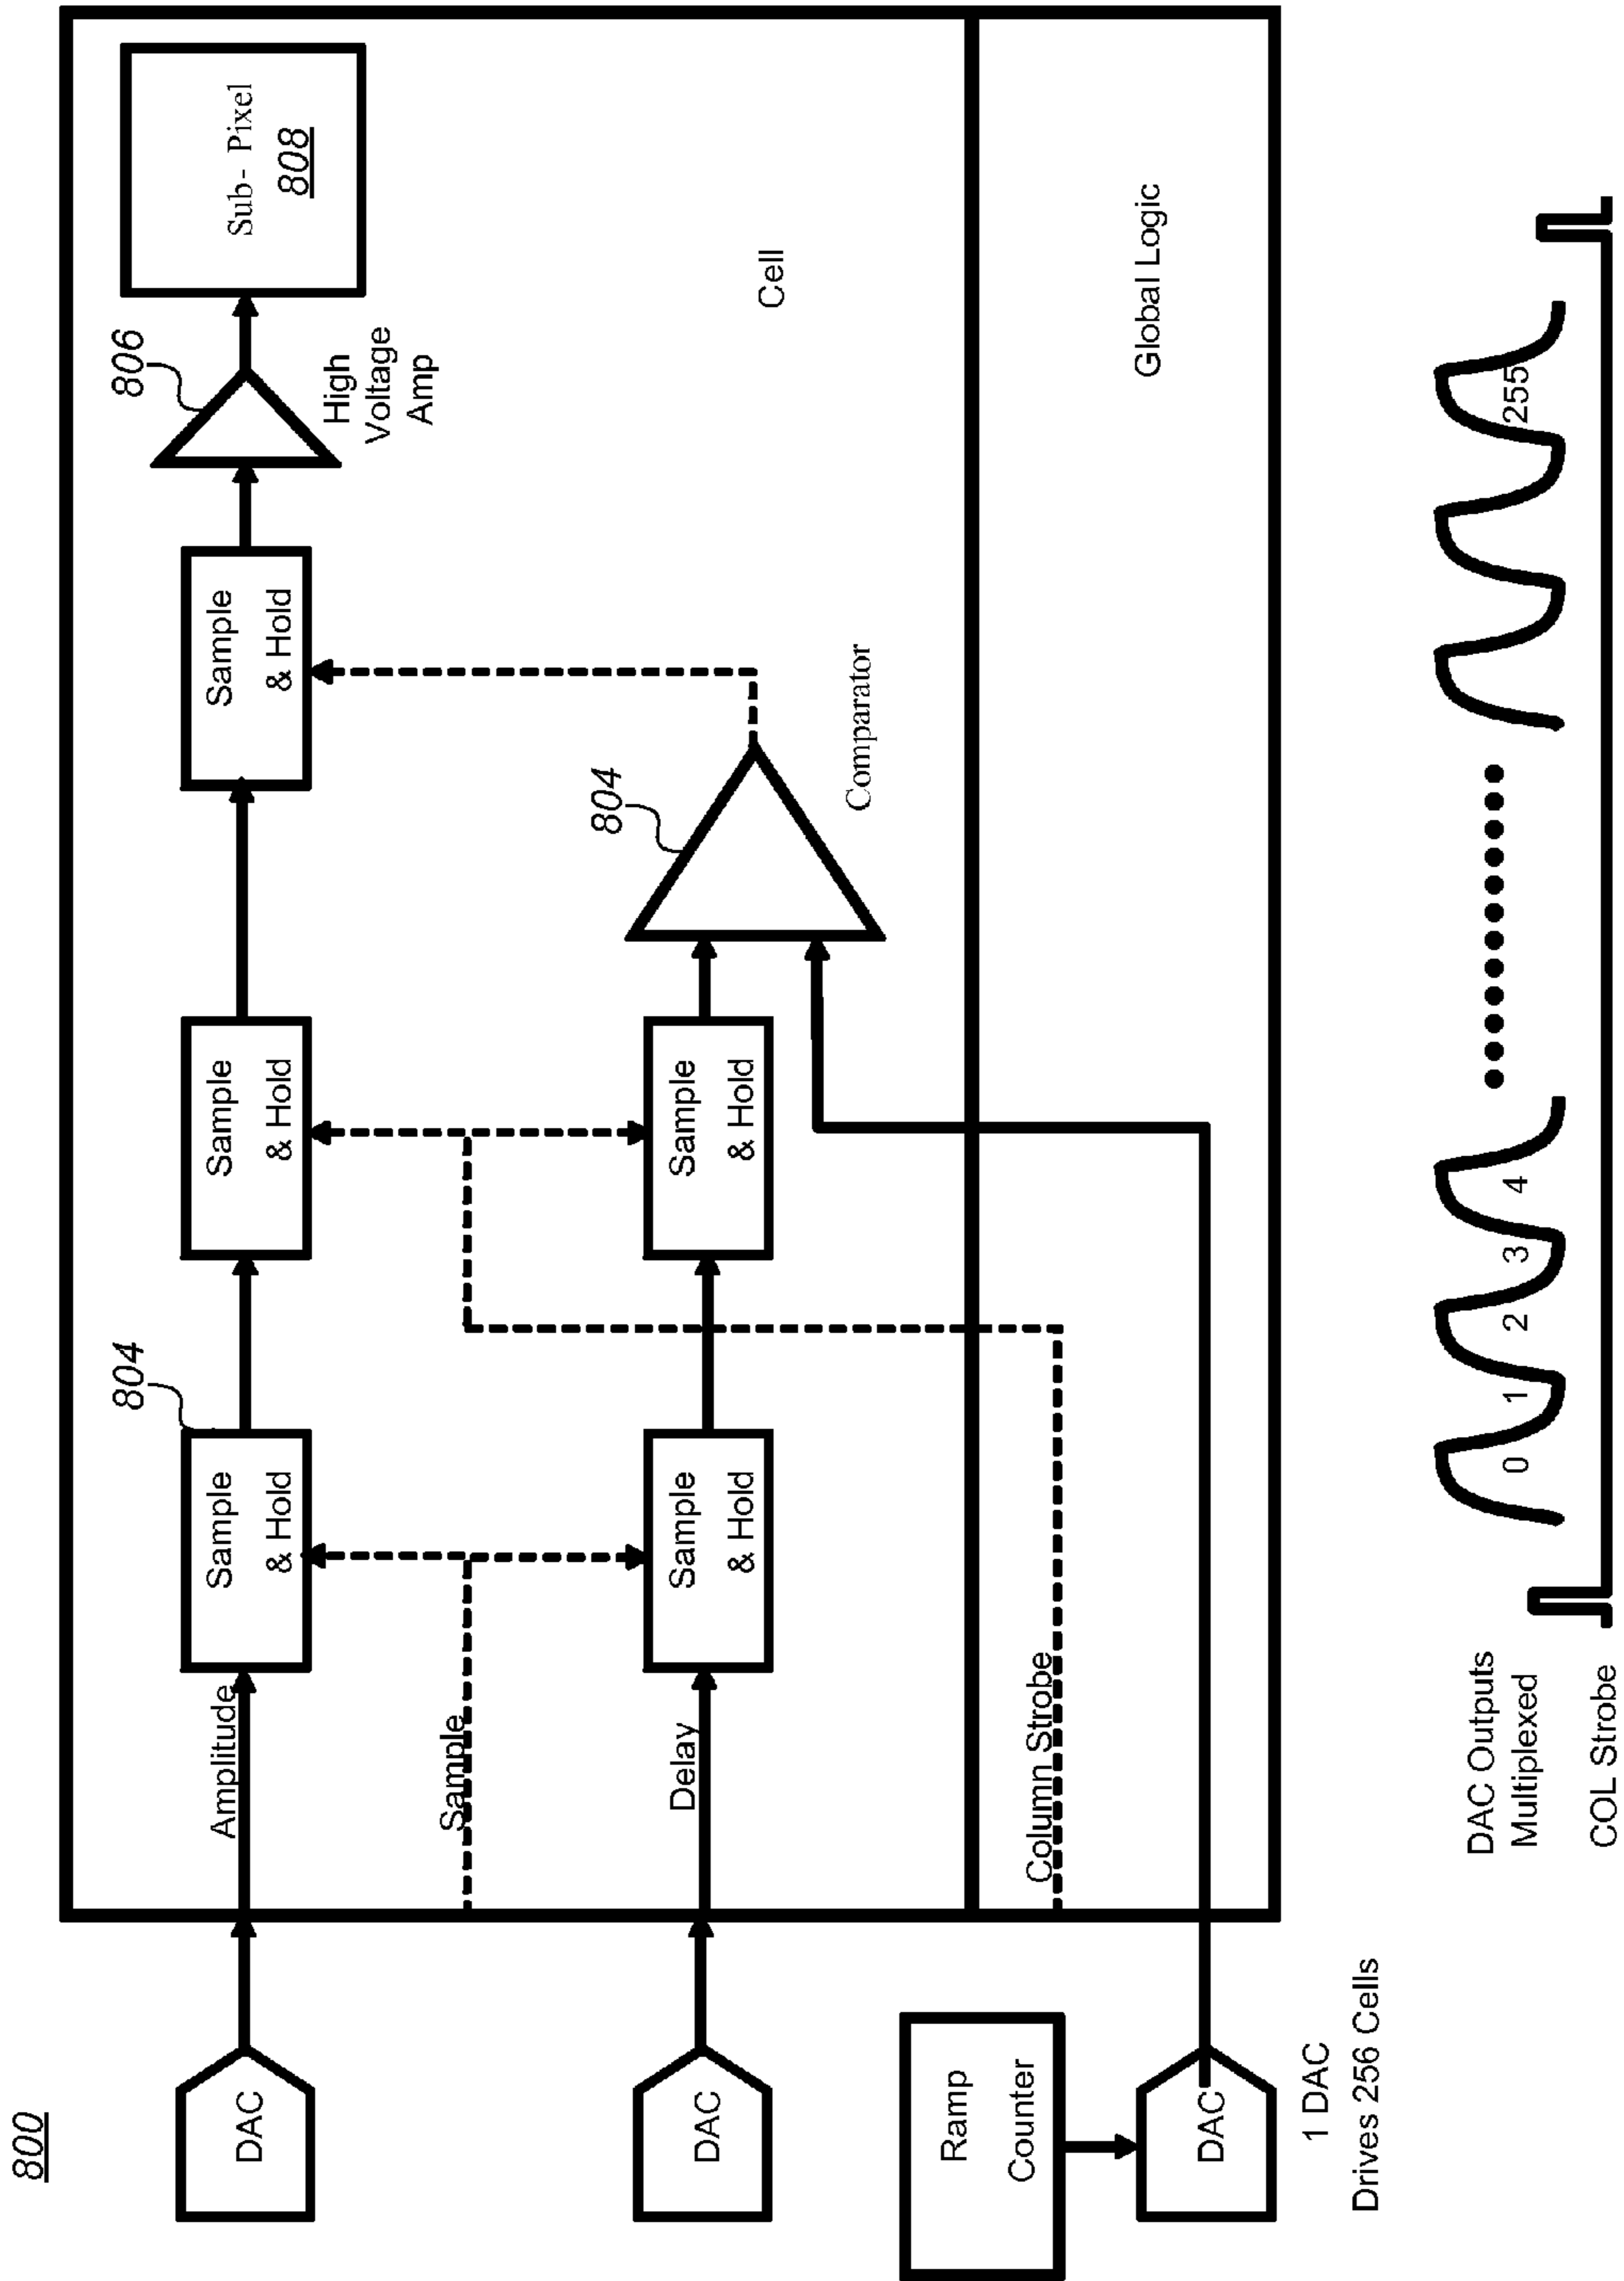 800
DAC
Amplitude
804
Sample
& Hold
Sample
& Hold
Sample
& Hold
806
High
Voltage
Amp
Sub- Pixel
808
Sample
DAC
Delay
Sample
& Hold
Sample
& Hold
804
Comparator
Cell
Ramp
Counter
Column Strobe
DAC
Global Logic
1 DAC
Drives 256 Cells
DAC Outputs
Multiplexed
0 1 2 3 4 255
COL Strobe